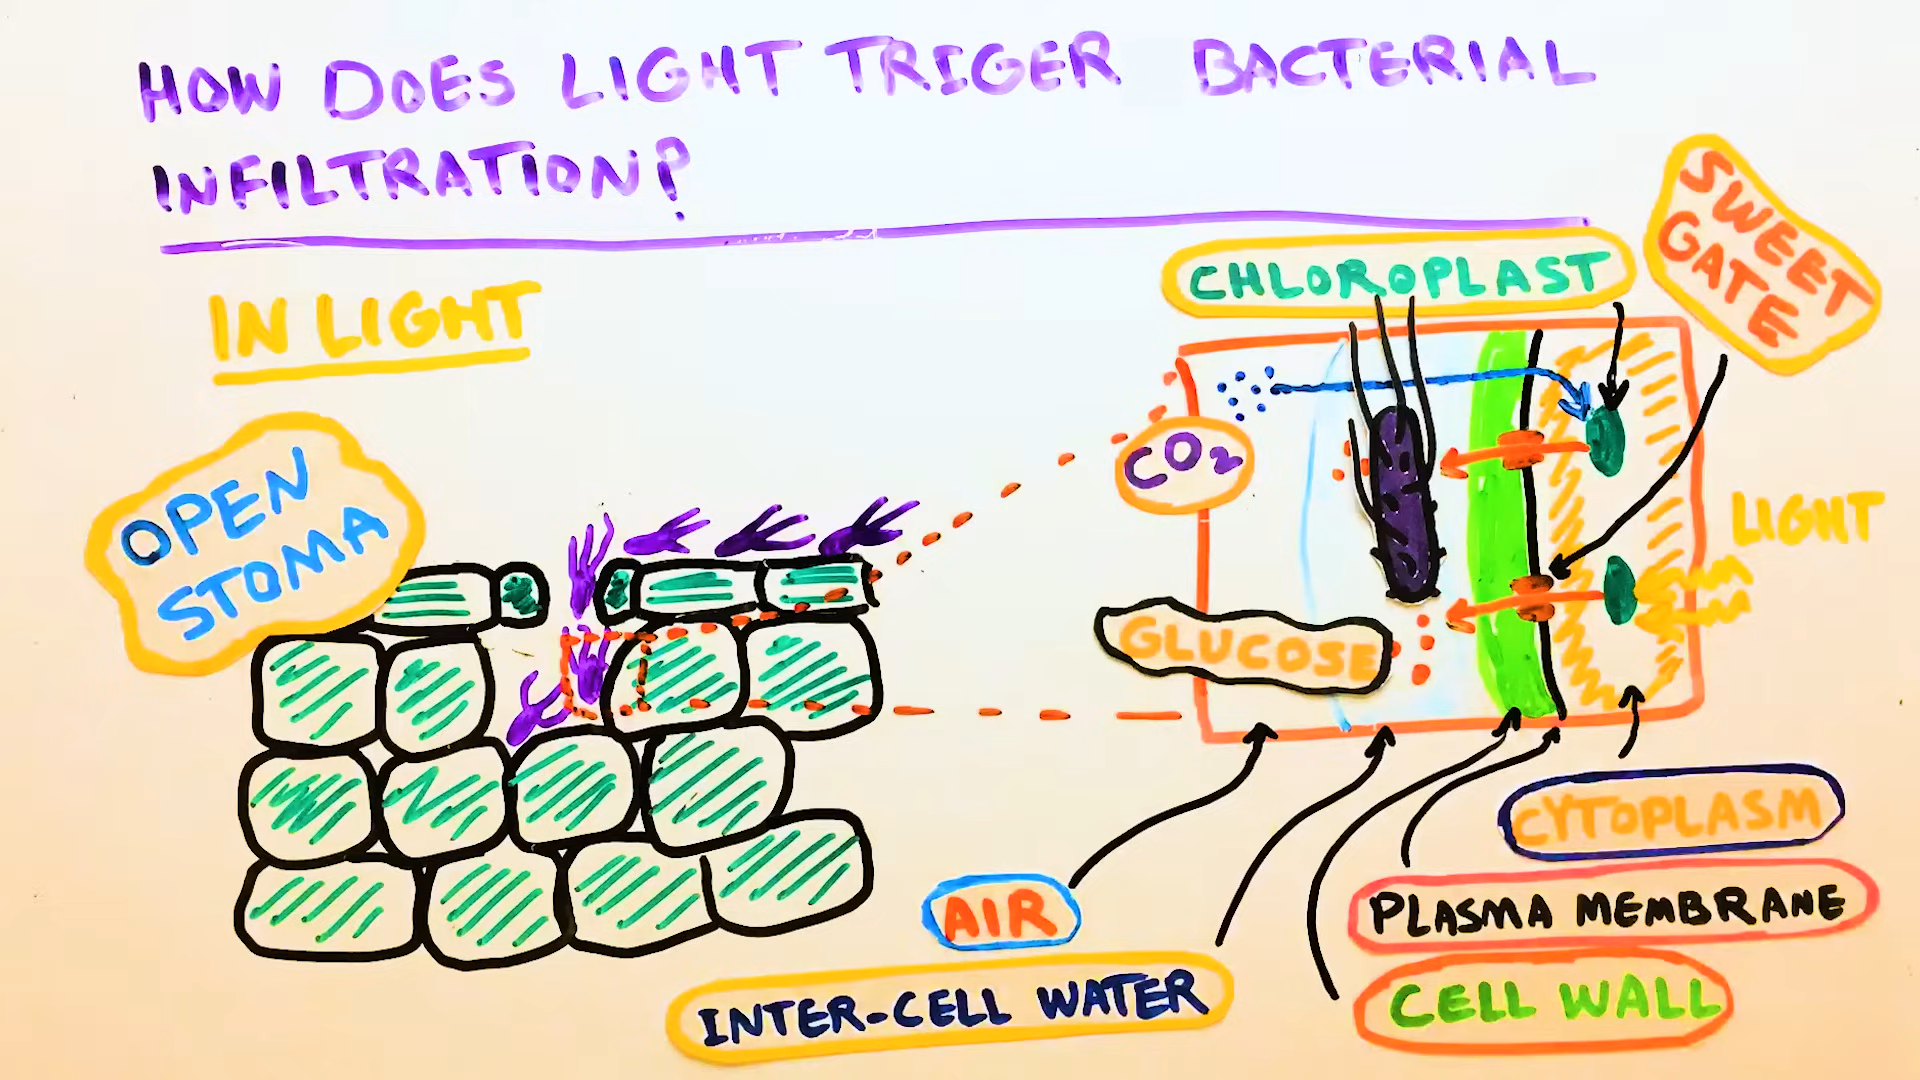 HOW DOES LIGHT TRIGER BACTERIAL
INFILTRATION?
IN LIGHT
SWEET
GATE
CHLOROPLAST
OPEN
STOMA
CO2
LIGHT
GLUCOSE
CYTOPLASM
AIR
PLASMA MEMBRANE
INTER-CELL WATER
CELL WALL